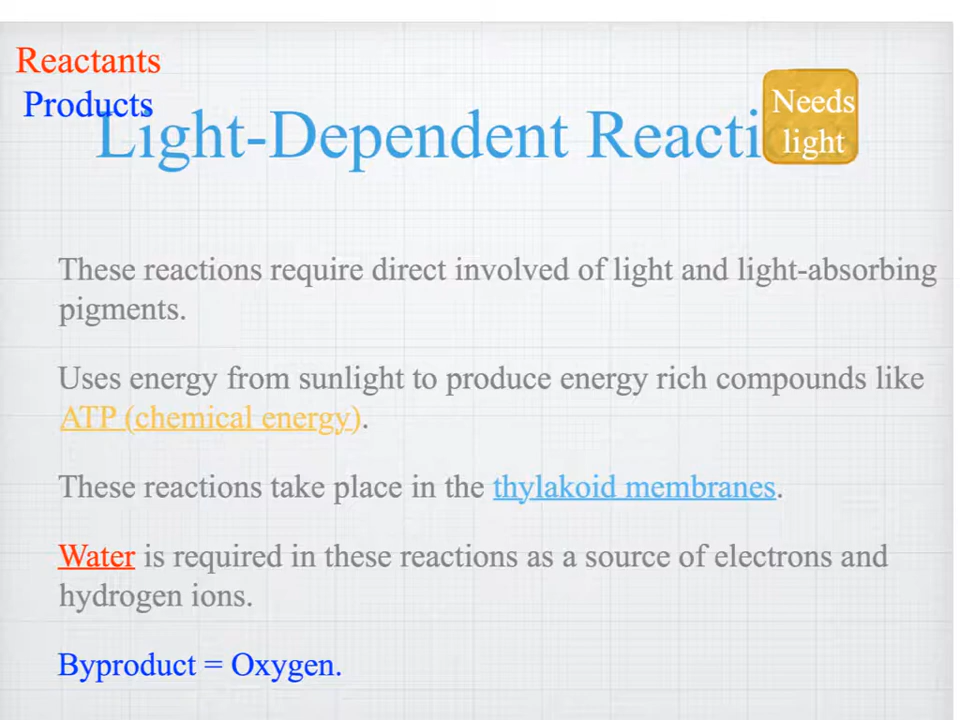 Reactants
Products
Light-Dependent Reacti
Needs
light
These reactions require direct involved of light and light-absorbing
pigments.
Uses energy from sunlight to produce energy rich compounds like
ATP (chemical energy).
These reactions take place in the thylakoid membranes.
Water is required in these reactions as a source of electrons and
hydrogen ions.
Byproduct = Oxygen.